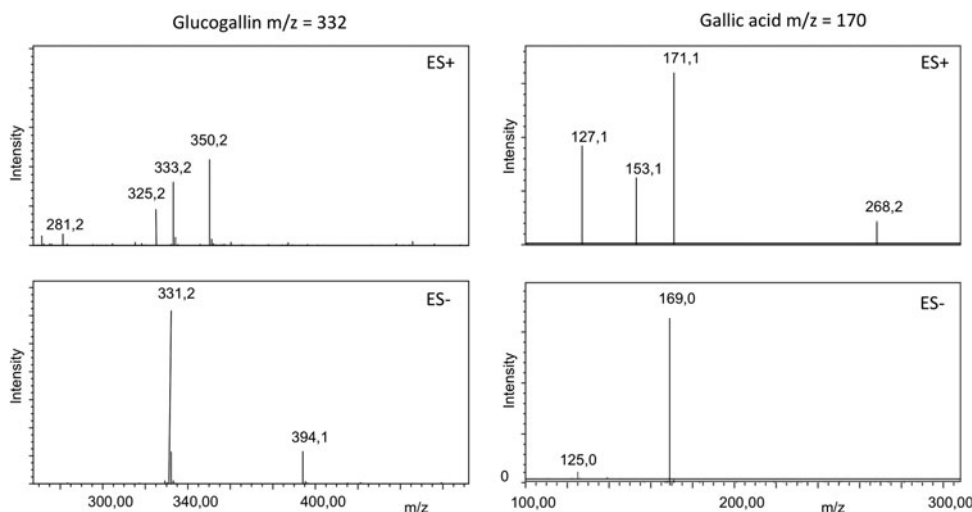 Glucogallin m/z = 332
Gallic acid m/z = 170
ES+
Intensity
281,2
325,2
333,2
350,2
ES+
Intensity
127,1
153,1
171,1
268,2
ES-
Intensity
331,2
394,1
300,00
340,00
400,00
m/z
ES-
Intensity
169,0
125,0
0
100,00
200,00
300,00
m/z